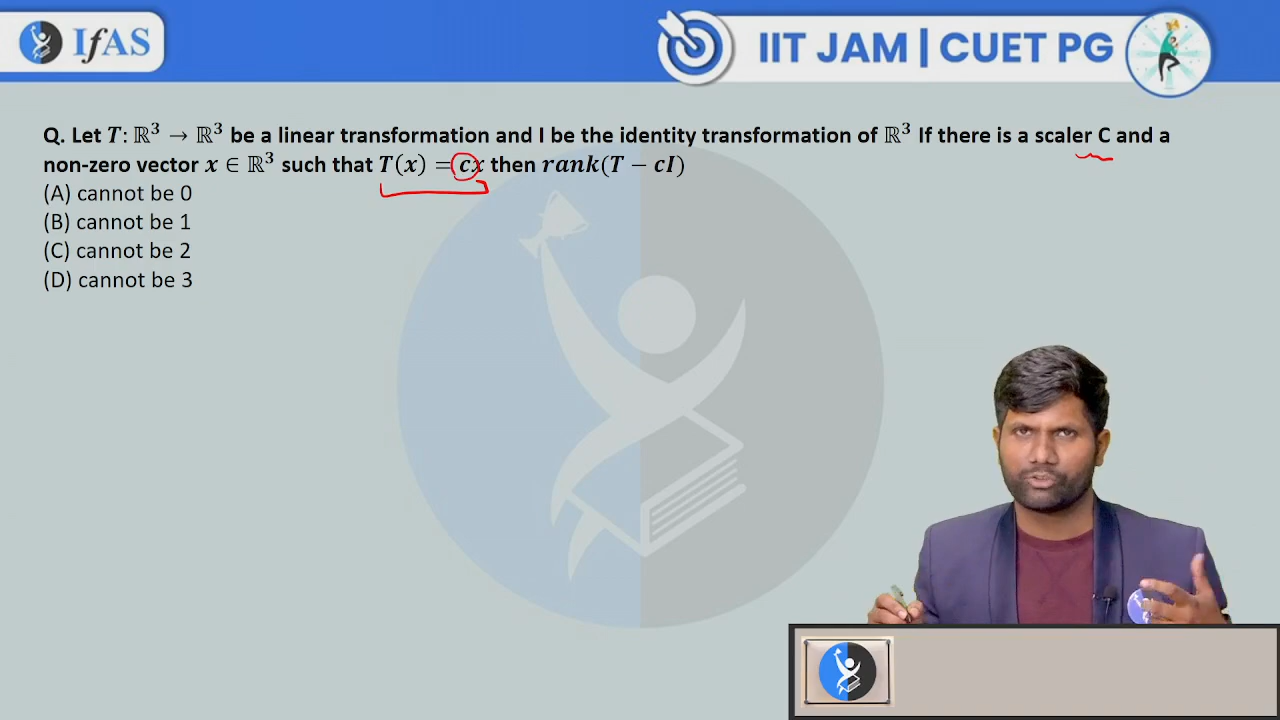 IfAS
IIT JAM | CUET PG
Q. Let T: ℝ³ → ℝ³ be a linear transformation and I be the identity transformation of ℝ³ If there is a scaler C and a
non-zero vector x ∈ ℝ³ such that T(x) = cx then rank(T − cI)
(A) cannot be 0
(B) cannot be 1
(C) cannot be 2
(D) cannot be 3